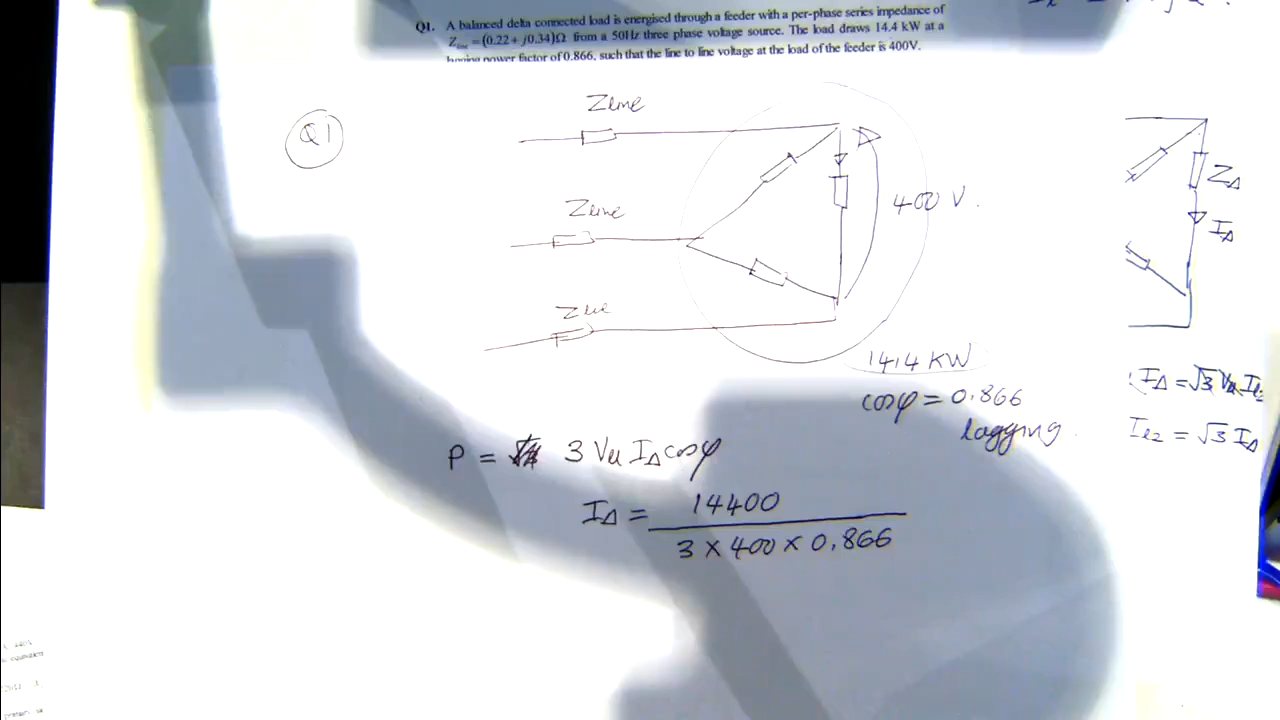 Q1. A balanced delta connected load is energised through a feeder with a per-phase series impedance of
Zline = (0.22 + j0.34)Ω from a 50Hz three phase voltage source. The load draws 14.4 kW at a
power factor of 0.866, such that the line to line voltage at the load of the feeder is 400V.
Q1
Zline
Zline
400 V.
ZΔ
IΔ
14.4 KW
cosφ = 0.866
lagging
IΔ = √3
Il2 = √3 IΔ
P = 3 Vll IΔ cosφ
IΔ = 14400
3 × 400 × 0.866